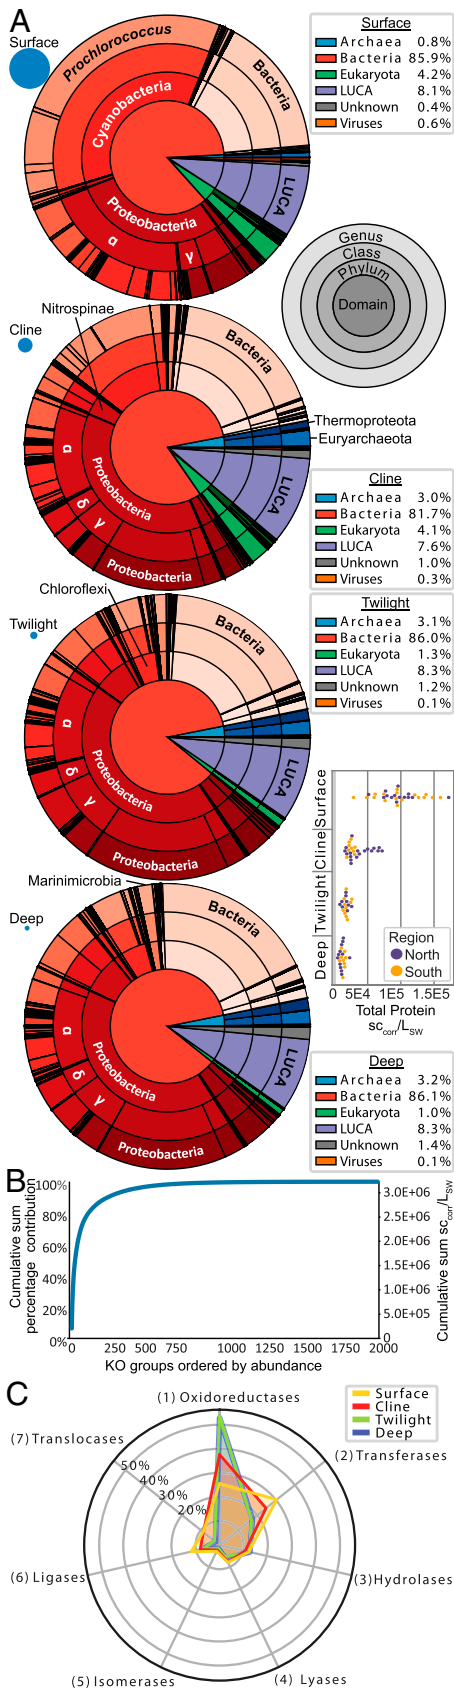 A
Surface
Prochlorococcus
Bacteria
Cyanobacteria
Proteobacteria
α
γ
LUCA
Surface
Archaea 0.8%
Bacteria 85.9%
Eukaryota 4.2%
LUCA 8.1%
Unknown 0.4%
Viruses 0.6%
Genus
Class
Phylum
Domain
Nitrospinae
Cline
Bacteria
Thermoproteota
Euryarchaeota
α
Proteobacteria
δ
γ
LUCA
Proteobacteria
Cline
Archaea 3.0%
Bacteria 81.7%
Eukaryota 4.1%
LUCA 7.6%
Unknown 1.0%
Viruses 0.3%
Chloroflexi
Twilight
Bacteria
α
Proteobacteria
δ
γ
LUCA
Proteobacteria
Twilight
Archaea 3.1%
Bacteria 86.0%
Eukaryota 1.3%
LUCA 8.3%
Unknown 1.2%
Viruses 0.1%
Surface
Cline
Twilight
Deep
Region
North
South
0 5E4 1E5 1.5E5
Total Protein
sc_corr/L_SW
Marinimicrobia
Deep
Bacteria
α
Proteobacteria
δ
γ
LUCA
Proteobacteria
Deep
Archaea 3.2%
Bacteria 86.1%
Eukaryota 1.0%
LUCA 8.3%
Unknown 1.4%
Viruses 0.1%
B
Cumulative sum
percentage contribution
100%
80%
60%
40%
20%
0%
3.0E+06
2.5E+06
2.0E+06
1.5E+06
1.0E+06
5.0E+05
0
Cumulative sum sc_corr/L_SW
0 250 500 750 1000 1250 1500 1750 2000
KO groups ordered by abundance
C
Surface
Cline
Twilight
Deep
(1) Oxidoreductases
(2) Transferases
(3) Hydrolases
(4) Lyases
(5) Isomerases
(6) Ligases
(7) Translocases
50%
40%
30%
20%